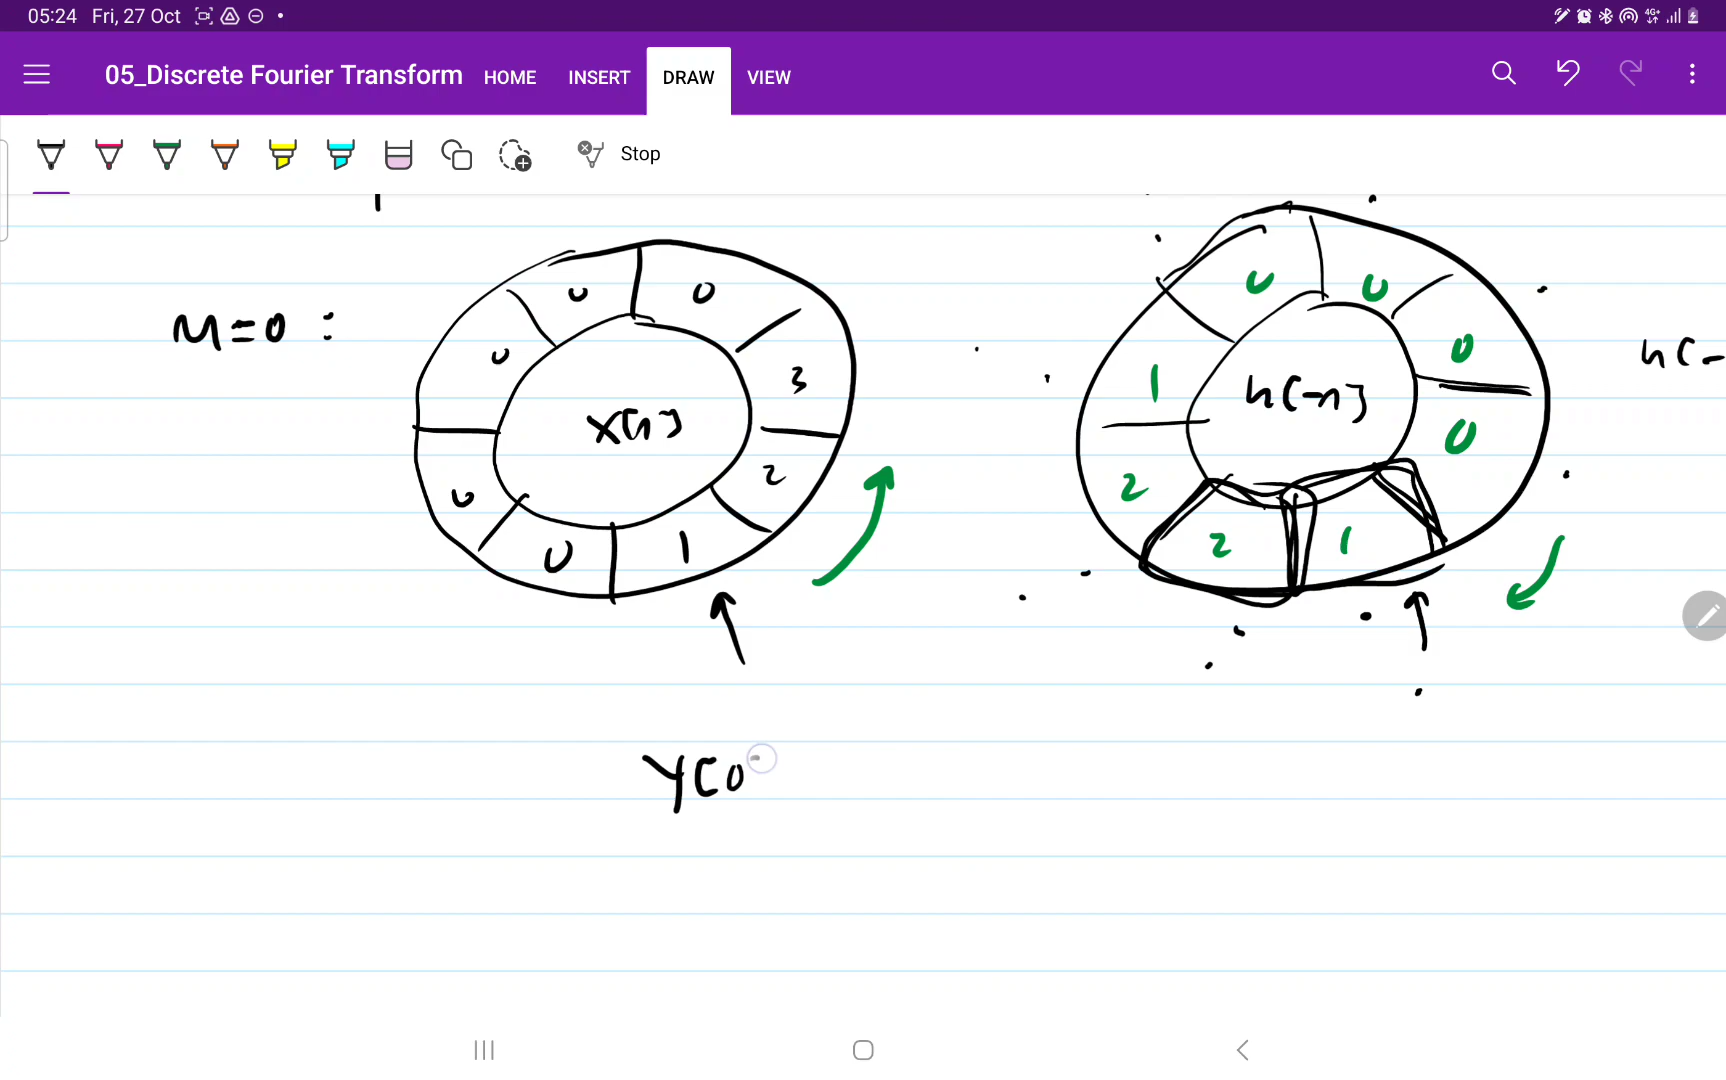 05:24 Fri, 27 Oct
4G+
05_Discrete Fourier Transform HOME INSERT DRAW VIEW
Stop
M=0 :
0 0 3 2 1 0 0 0
x[n]
0 0 0 0 1 2 2 1
h[-n]
h[-
y[0